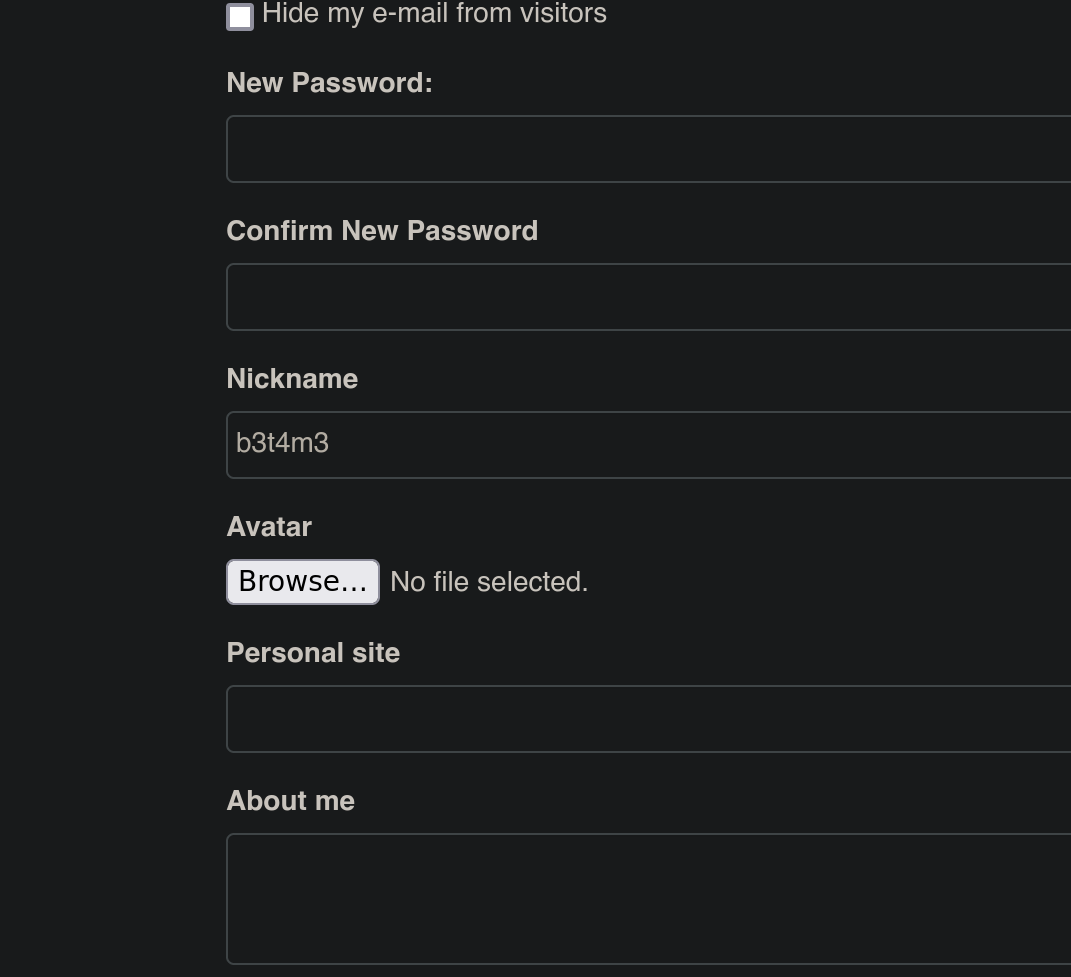 Hide my e-mail from visitors
New Password:
Confirm New Password
Nickname
b3t4m3
Avatar
Browse... No file selected.
Personal site
About me